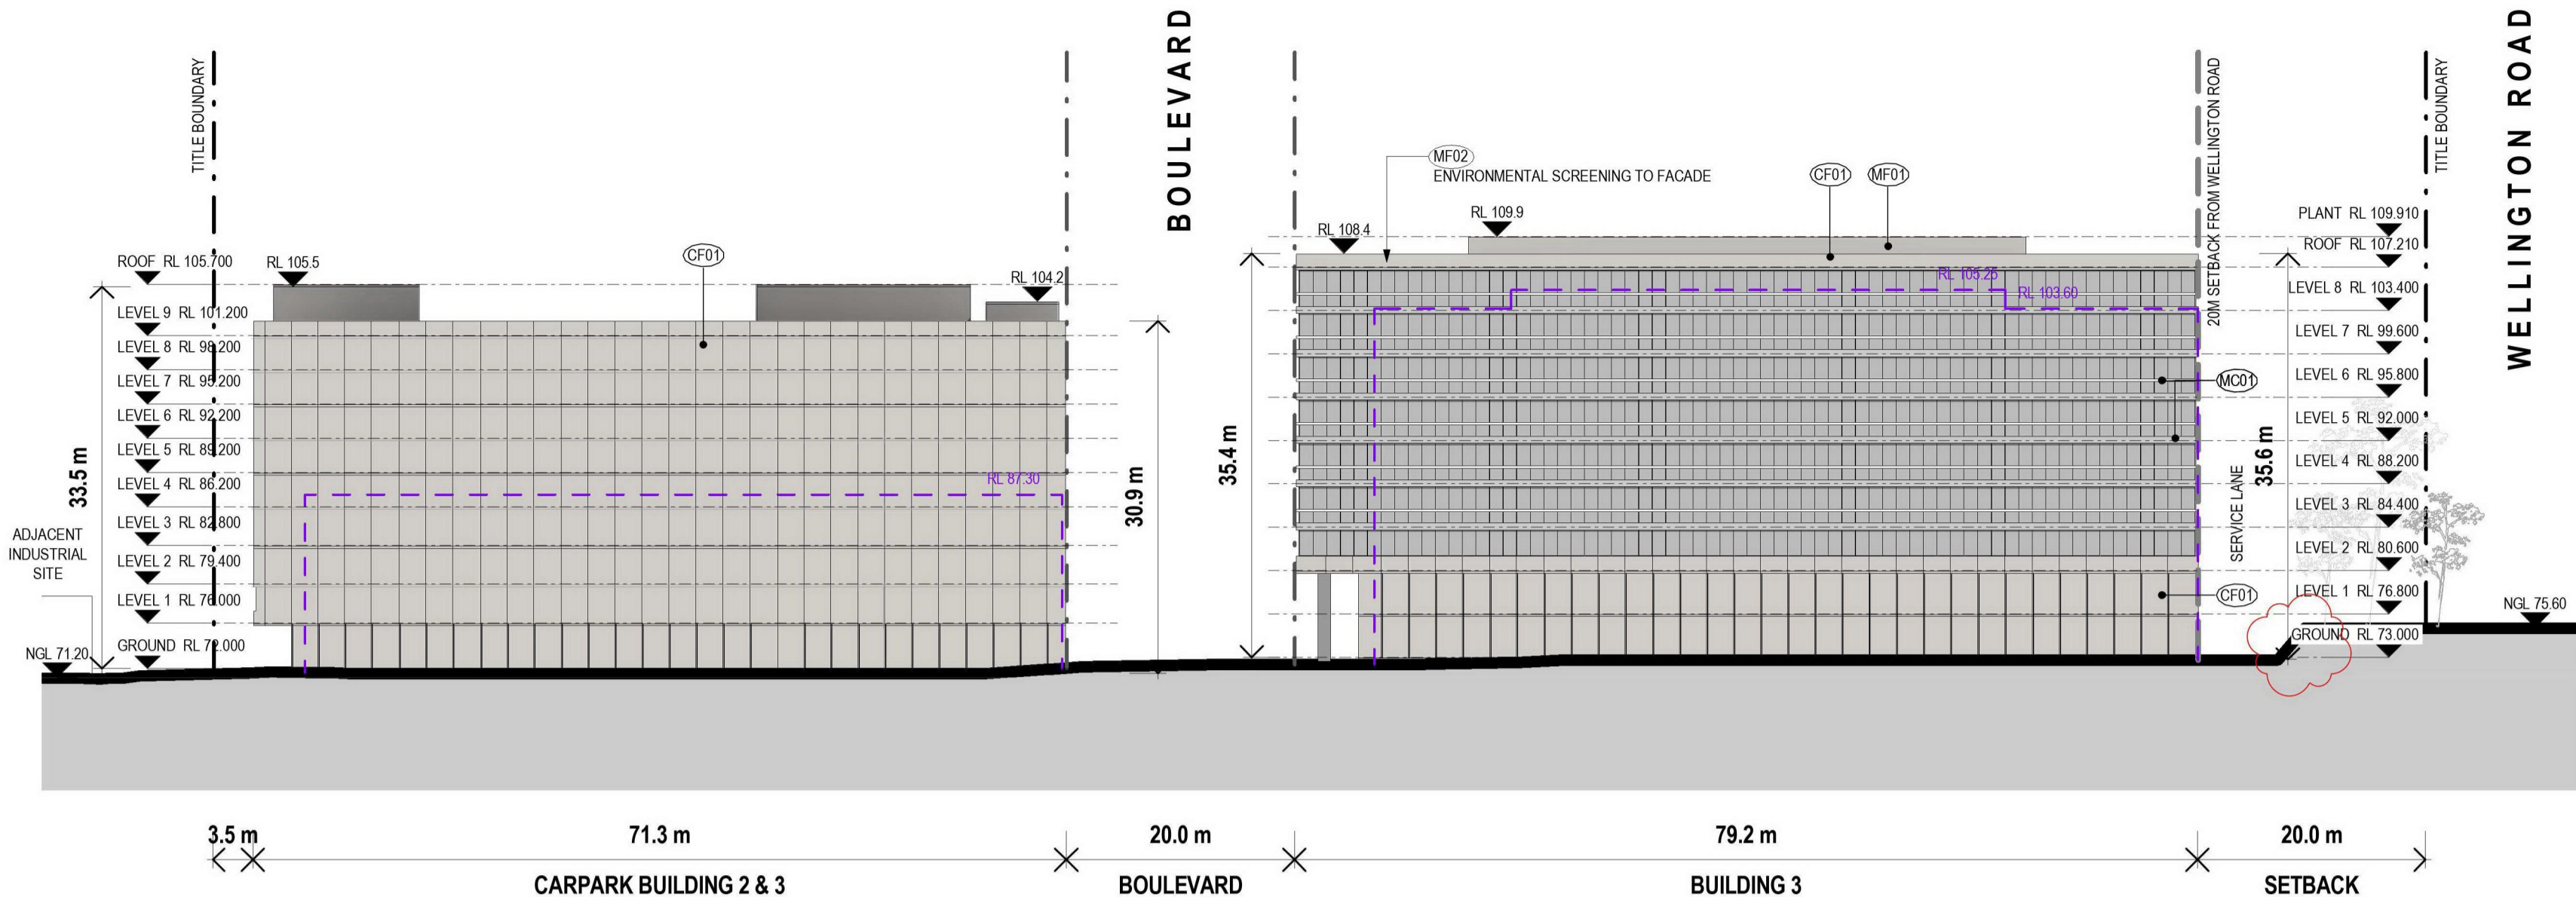 BOULEVARD
WELLINGTON ROAD
TITLE BOUNDARY
20M SETBACK FROM WELLINGTON ROAD
TITLE BOUNDARY
MF02
ENVIRONMENTAL SCREENING TO FACADE
CF01
MF01
RL 109.9
RL 108.4
PLANT RL 109.910
ROOF RL 107.210
LEVEL 8 RL 103.400
LEVEL 7 RL 99.600
LEVEL 6 RL 95.800
LEVEL 5 RL 92.000
LEVEL 4 RL 88.200
LEVEL 3 RL 84.400
LEVEL 2 RL 80.600
LEVEL 1 RL 76.800
GROUND RL 73.000
NGL 75.60
CF01
ROOF RL 105.700
RL 105.5
RL 104.2
LEVEL 9 RL 101.200
LEVEL 8 RL 98.200
LEVEL 7 RL 95.200
LEVEL 6 RL 92.200
LEVEL 5 RL 89.200
LEVEL 4 RL 86.200
LEVEL 3 RL 82.800
LEVEL 2 RL 79.400
LEVEL 1 RL 76.000
GROUND RL 72.000
NGL 71.20
ADJACENT
INDUSTRIAL
SITE
33.5 m
RL 87.30
30.9 m
35.4 m
RL 105.25
RL 103.60
MC01
CF01
SERVICE LANE
35.6 m
3.5 m
71.3 m
20.0 m
79.2 m
20.0 m
CARPARK BUILDING 2 & 3
BOULEVARD
BUILDING 3
SETBACK